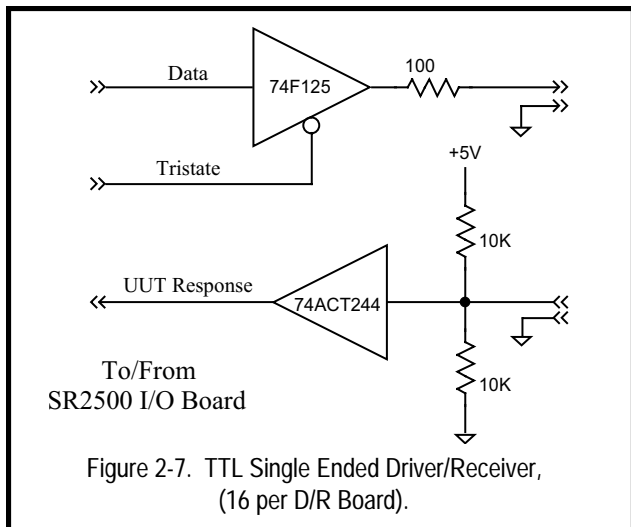 Data
74F125
100
Tristate
+5V
10K
UUT Response
74ACT244
10K
To/From
SR2500 I/O Board
Figure 2-7. TTL Single Ended Driver/Receiver,
(16 per D/R Board).